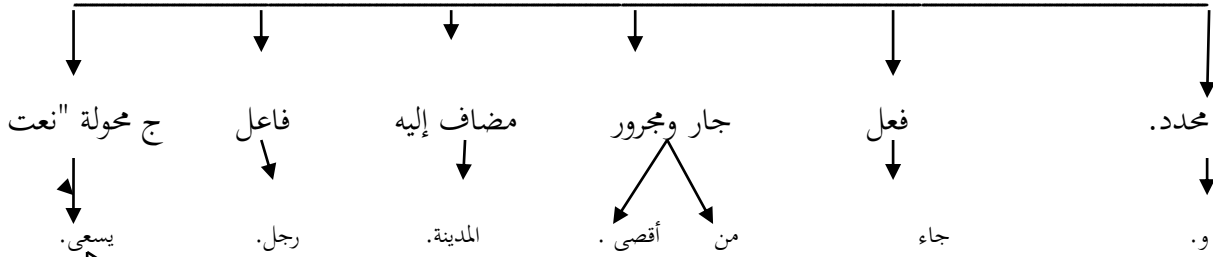 محدد. فعل جار ومجرور مضاف إليه فاعل ج محولة "نعت
و. جاء من أقصى . المدينة. رجل. يسعى.